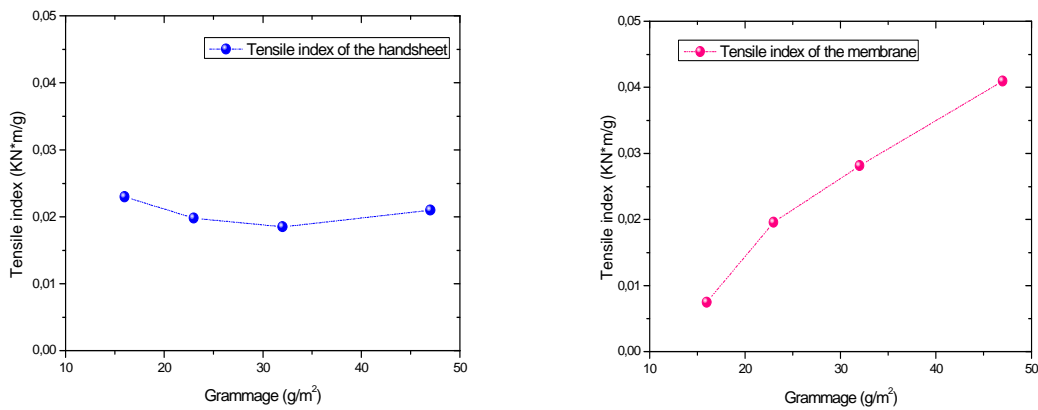 0,05
0,04
0,03
0,02
0,01
0,00
Tensile index (KN*m/g)
Tensile index of the handsheet
10 20 30 40 50
Grammage (g/m²)
0,05
0,04
0,03
0,02
0,01
0,00
Tensile index (KN*m/g)
Tensile index of the membrane
10 20 30 40 50
Grammage (g/m²)